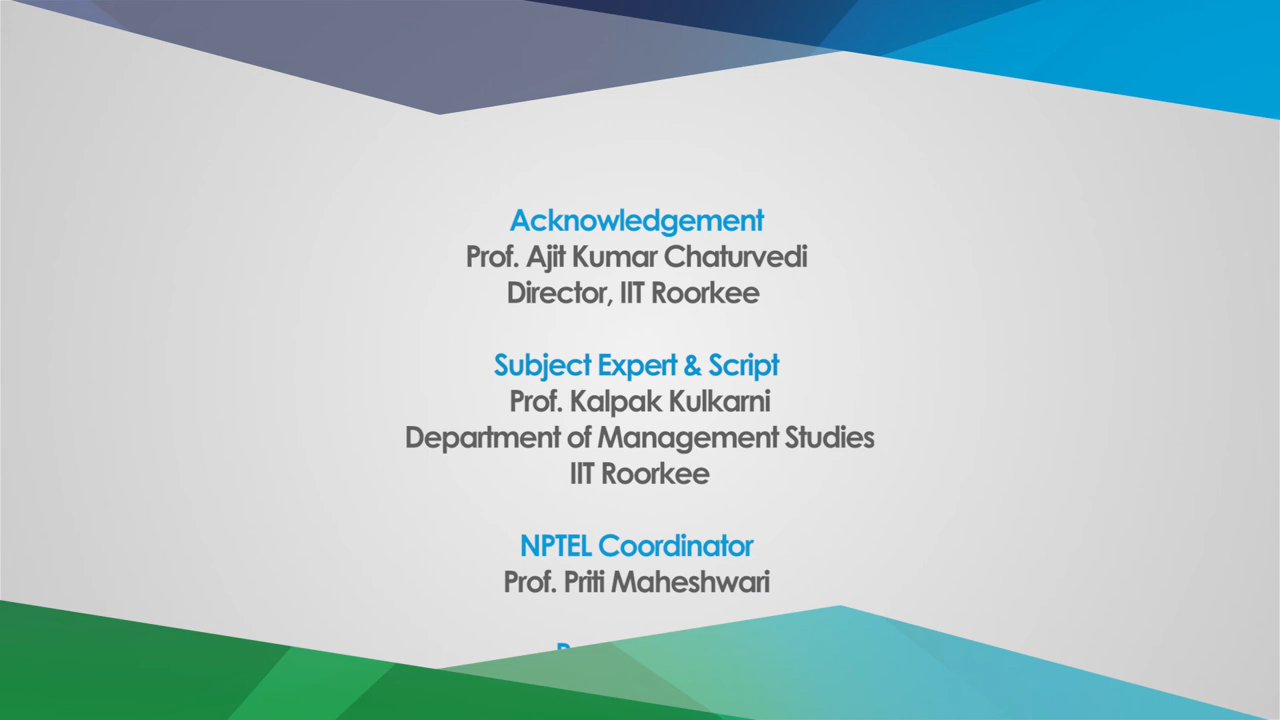 Acknowledgement
Prof. Ajit Kumar Chaturvedi
Director, IIT Roorkee
Subject Expert & Script
Prof. Kalpak Kulkarni
Department of Management Studies
IIT Roorkee
NPTEL Coordinator
Prof. Priti Maheshwari